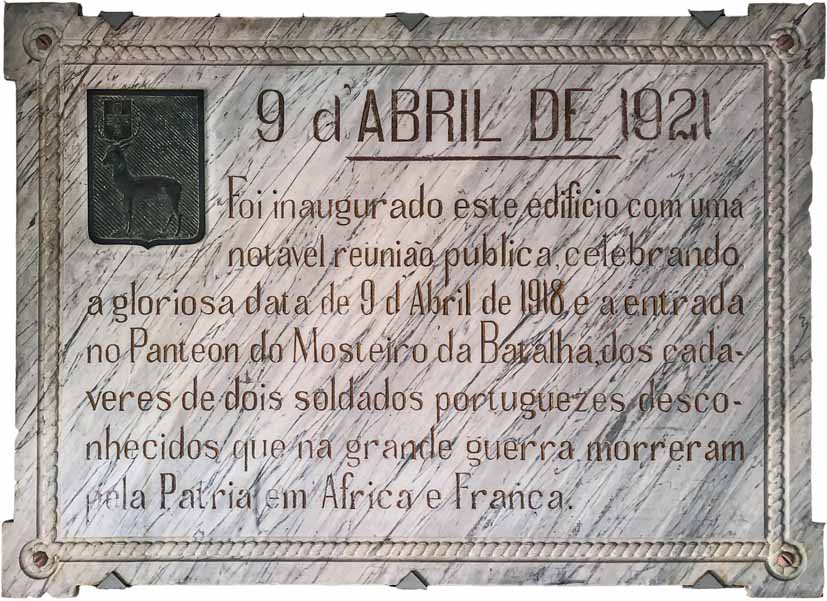 9 d'ABRIL DE 1921
Foi inaugurado este edificio com uma
notavel reunião publica, celebrando
a gloriosa data de 9 d'Abril de 1918, e a entrada
no Panteon do Mosteiro da Batalha, dos cada-
veres de dois soldados portuguezes desco-
nhecidos que na grande guerra morreram
pela Patria em Africa e França.